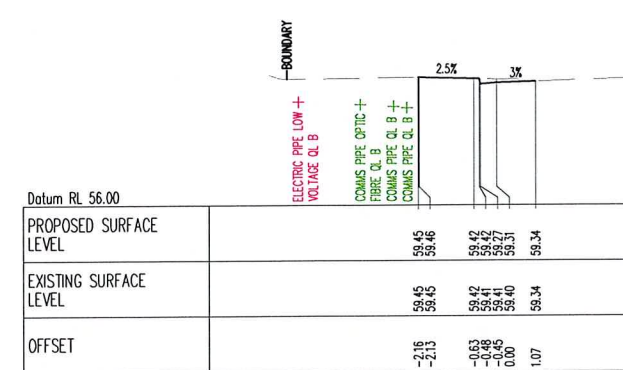 BOUNDARY
2.5%
3%
ELECTRIC PIPE LOW
VOLTAGE QL B
COMMS PIPE OPTIC
FIBRE QL B
COMMS PIPE QL B
COMMS PIPE QL B
Datum RL 56.00
PROPOSED SURFACE
LEVEL
59.45
59.46
59.42
59.42
59.27
59.31
59.34
EXISTING SURFACE
LEVEL
59.45
59.45
59.42
59.41
59.41
59.40
59.34
OFFSET
-2.16
-2.13
-0.63
-0.48
-0.45
0.00
1.07